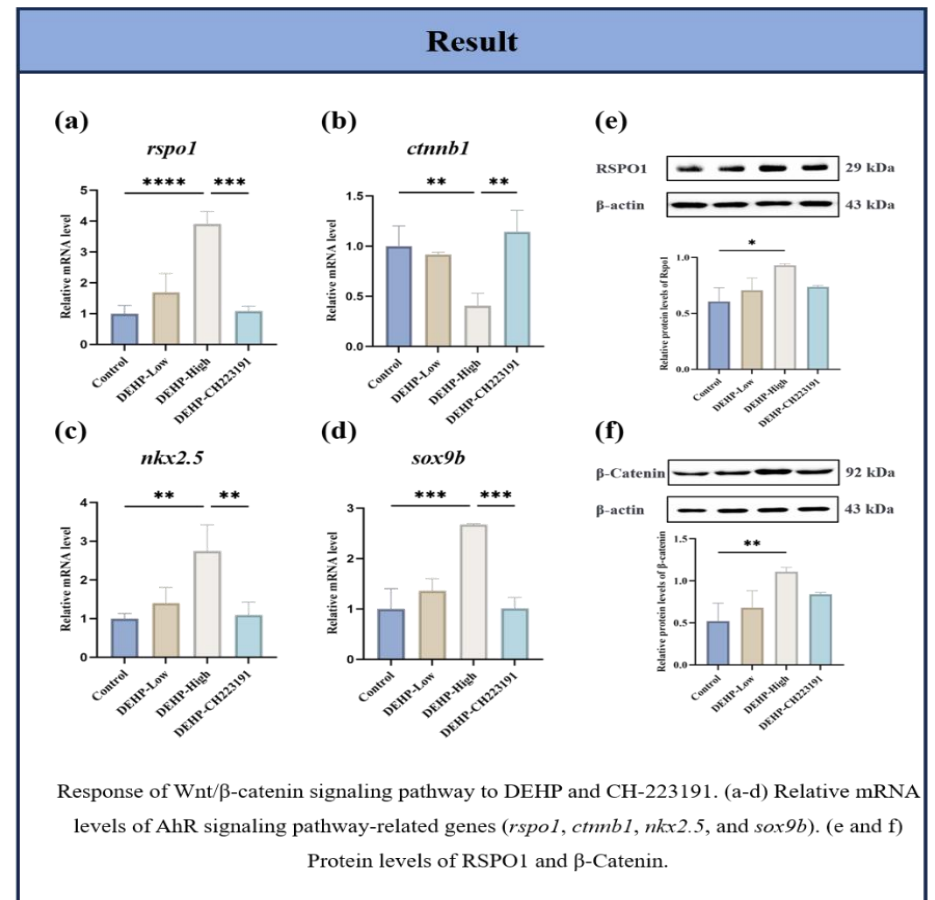 Result
(a)
rspo1
**** ***
Relative mRNA level
5
4
3
2
1
0
Control
DEHP-Low
DEHP-High
DEHP-CH223191
(b)
ctnnb1
** **
Relative mRNA level
1.5
1.0
0.5
0.0
Control
DEHP-Low
DEHP-High
DEHP-CH223191
(c)
nkx2.5
** **
Relative mRNA level
4
3
2
1
0
Control
DEHP-Low
DEHP-High
DEHP-CH223191
(d)
sox9b
*** ***
Relative mRNA level
3
2
1
0
Control
DEHP-Low
DEHP-High
DEHP-CH223191
(e)
RSPO1 29 kDa
β-actin 43 kDa
*
Relative protein levels of Rspo1
1.0
0.5
0.0
Control
DEHP-Low
DEHP-High
DEHP-CH223191
(f)
β-Catenin 92 kDa
β-actin 43 kDa
**
Relative protein levels of β-catenin
1.5
1.0
0.5
0.0
Control
DEHP-Low
DEHP-High
DEHP-CH223191
Response of Wnt/β-catenin signaling pathway to DEHP and CH-223191. (a-d) Relative mRNA
levels of AhR signaling pathway-related genes (rspo1, ctnnb1, nkx2.5, and sox9b). (e and f)
Protein levels of RSPO1 and β-Catenin.